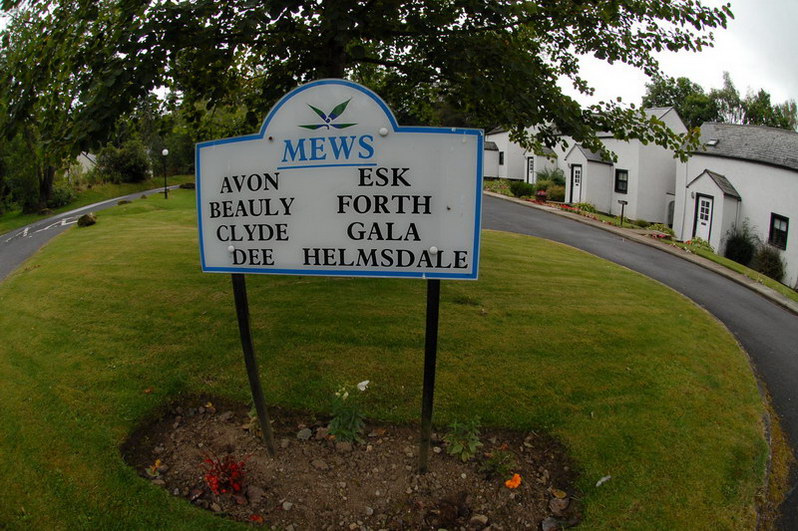 MEWS
AVON ESK
BEAULY FORTH
CLYDE GALA
DEE HELMSDALE